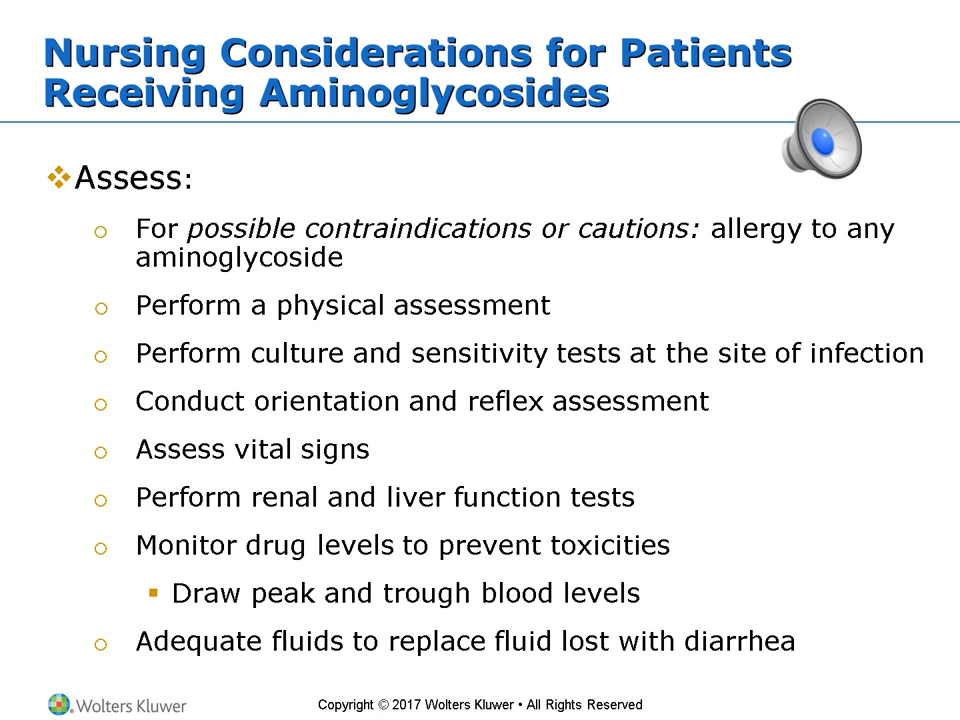 Nursing Considerations for Patients
Receiving Aminoglycosides
❖Assess:
o For possible contraindications or cautions: allergy to any
aminoglycoside
o Perform a physical assessment
o Perform culture and sensitivity tests at the site of infection
o Conduct orientation and reflex assessment
o Assess vital signs
o Perform renal and liver function tests
o Monitor drug levels to prevent toxicities
▪ Draw peak and trough blood levels
o Adequate fluids to replace fluid lost with diarrhea
Wolters Kluwer
Copyright © 2017 Wolters Kluwer • All Rights Reserved